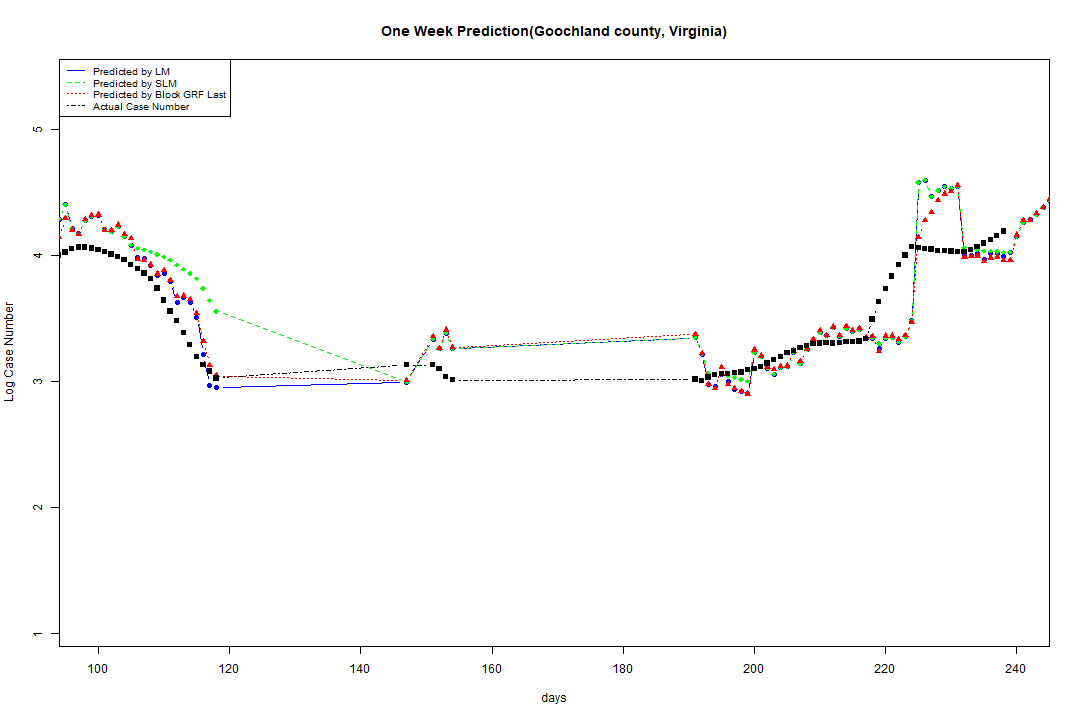 One Week Prediction(Goochland county, Virginia)
Predicted by LM
Predicted by SLM
Predicted by Block GRF Last
Actual Case Number
5
4
3
2
1
Log Case Number
100 120 140 160 180 200 220 240
days